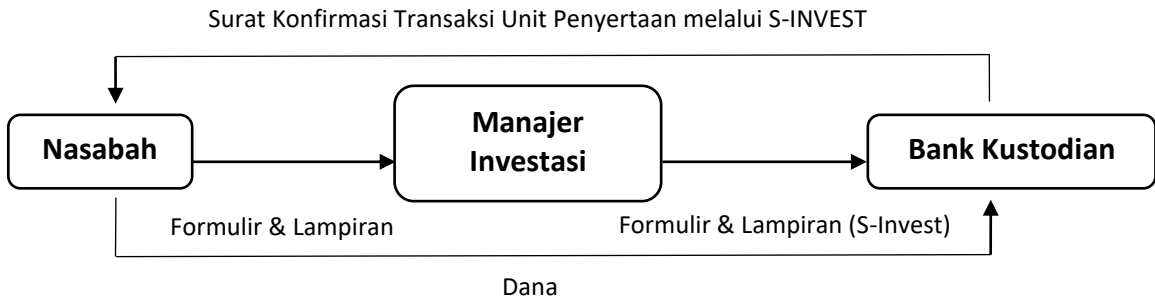 Surat Konfirmasi Transaksi Unit Penyertaan melalui S-INVEST
Nasabah
Manajer
Investasi
Bank Kustodian
Formulir & Lampiran
Formulir & Lampiran (S-Invest)
Dana